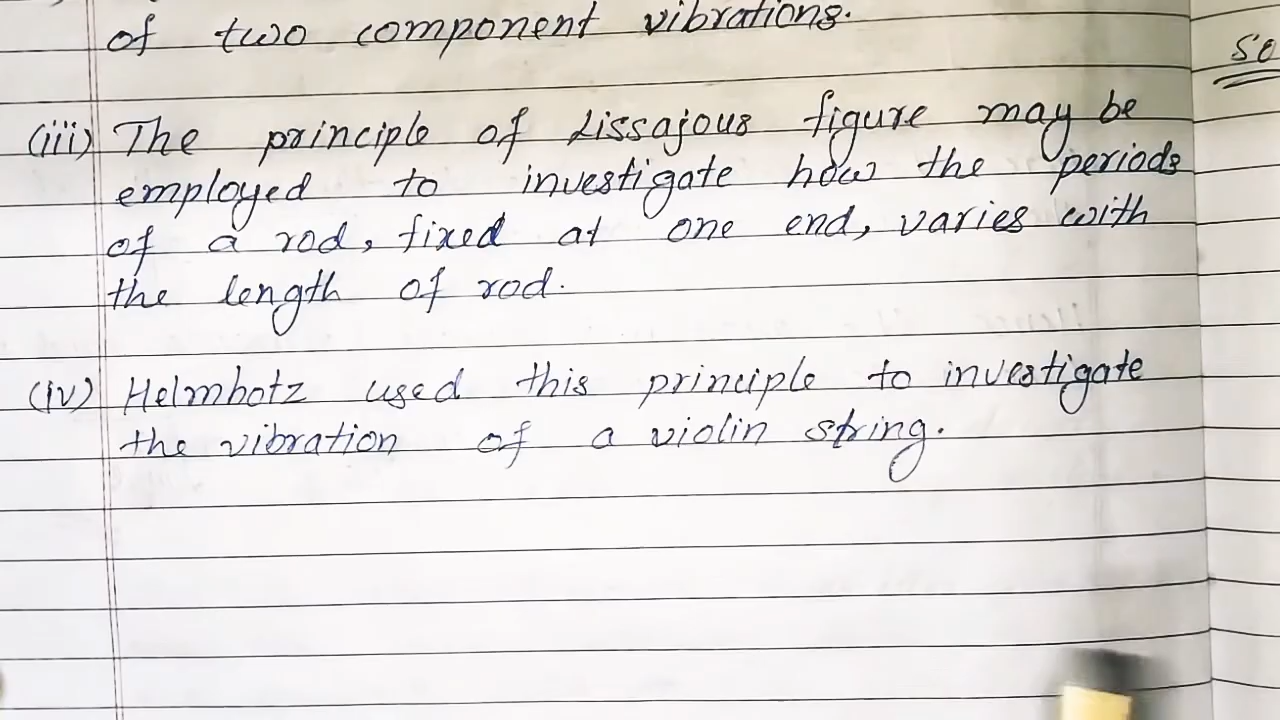 of two component vibrations.
(iii) The principle of Lissajous figure may be
employed to investigate how the periods
of a rod, fixed at one end, varies with
the length of rod.
(iv) Helmhotz used this principle to investigate
the vibration of a violin string.